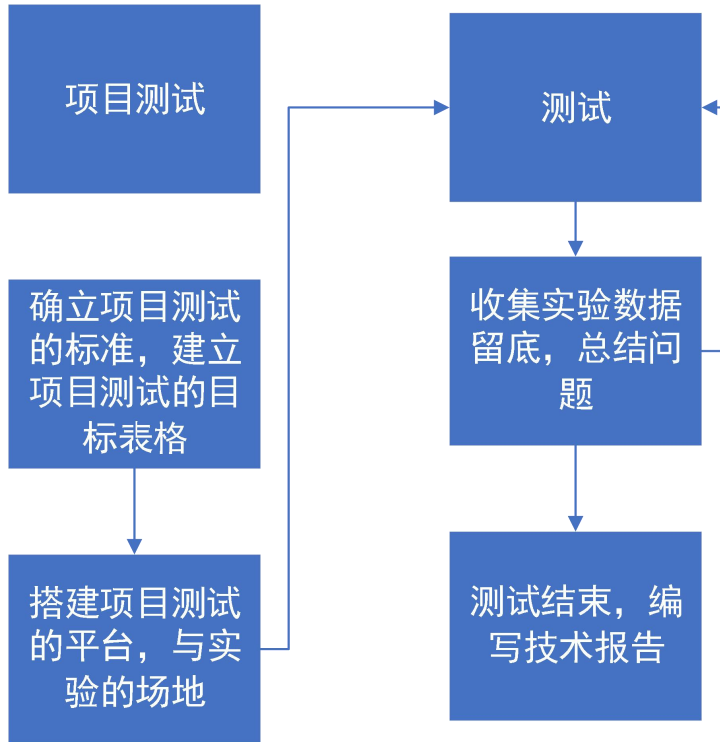 项目测试
确立项目测试
的标准，建立
项目测试的目
标表格
搭建项目测试
的平台，与实
验的场地
测试
收集实验数据
留底，总结问
题
测试结束，编
写技术报告